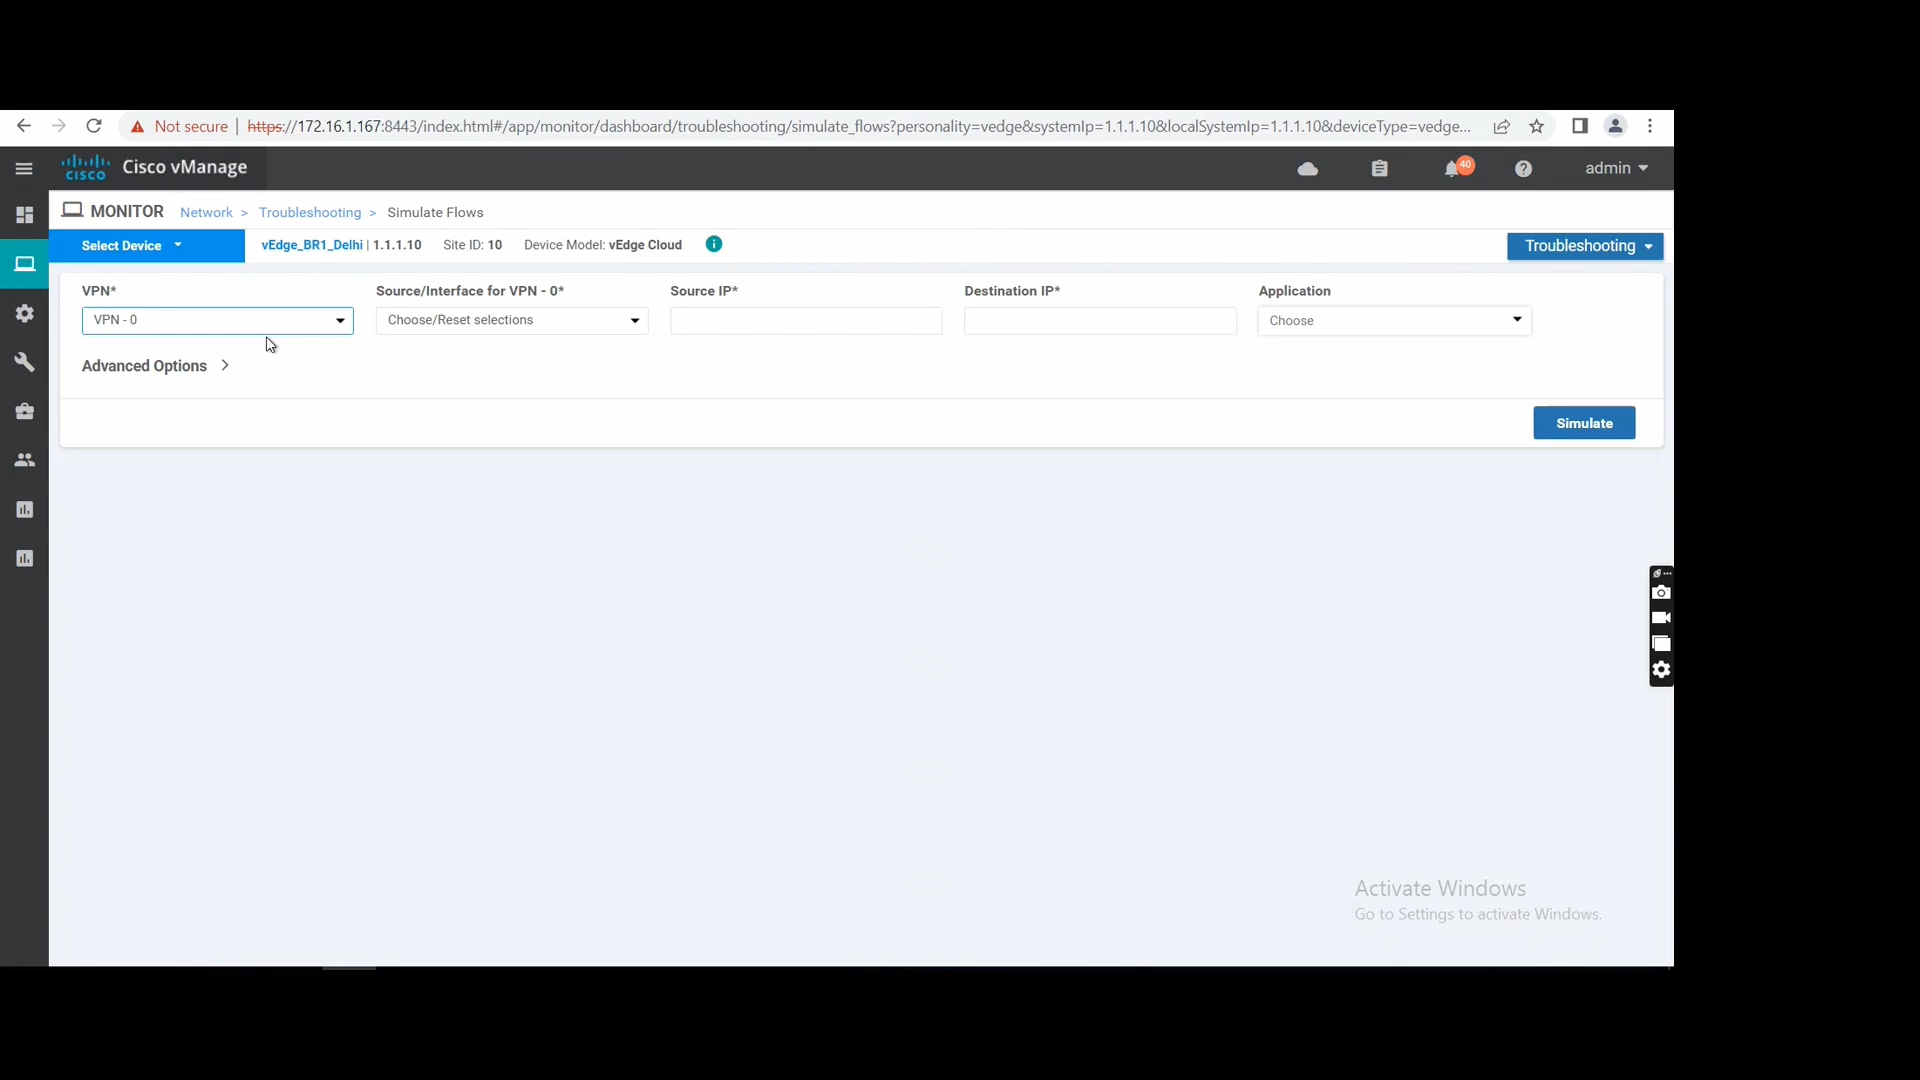 Not secure | https://172.16.1.167:8443/index.html#/app/monitor/dashboard/troubleshooting/simulate_flows?personality=vedge&systemIp=1.1.1.10&localSystemIp=1.1.1.10&deviceType=vedge...
cisco Cisco vManage 40 admin
MONITOR Network > Troubleshooting > Simulate Flows
Select Device vEdge_BR1_Delhi | 1.1.1.10 Site ID: 10 Device Model: vEdge Cloud Troubleshooting
VPN* Source/Interface for VPN - 0* Source IP* Destination IP* Application
VPN - 0 Choose/Reset selections Choose
Advanced Options
Simulate
Activate Windows
Go to Settings to activate Windows.